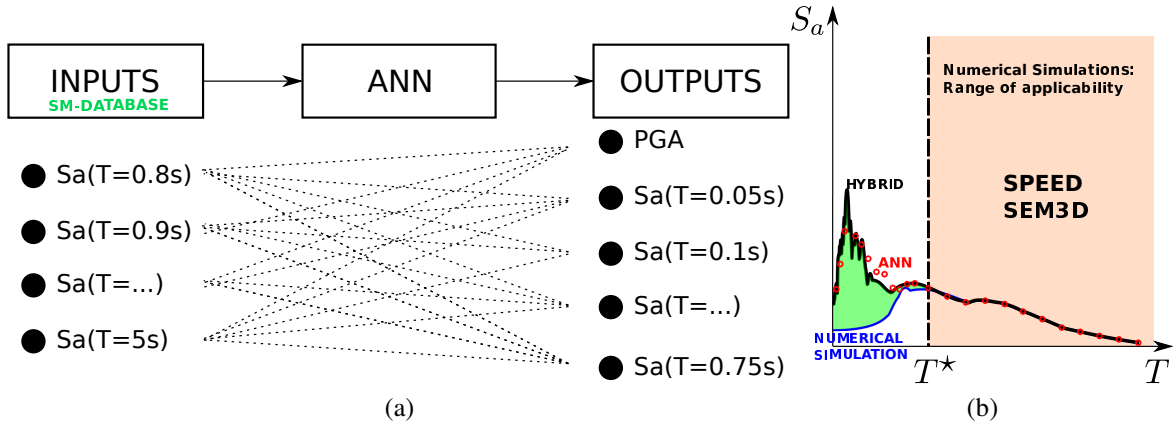 INPUTS
SM-DATABASE
ANN
OUTPUTS
Sa(T=0.8s)
Sa(T=0.9s)
Sa(T=...)
Sa(T=5s)
PGA
Sa(T=0.05s)
Sa(T=0.1s)
Sa(T=...)
Sa(T=0.75s)
(a)
S_a
Numerical Simulations:
Range of applicability
SPEED
SEM3D
HYBRID
ANN
NUMERICAL
SIMULATION
T⋆
T
(b)